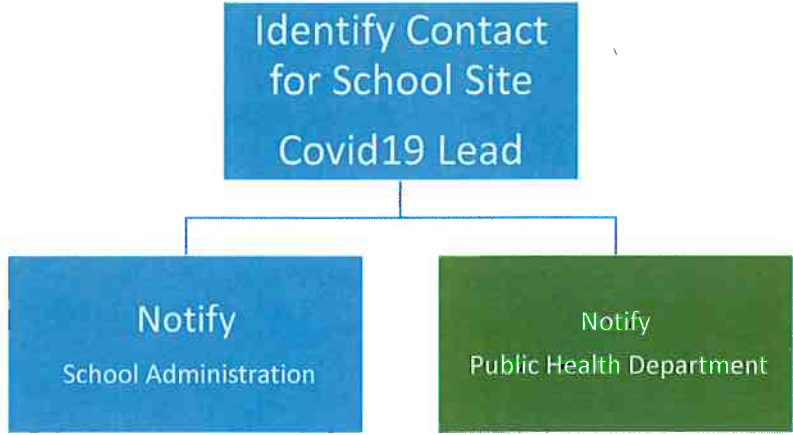 Identify Contact
for School Site
Covid19 Lead
Notify
School Administration
Notify
Public Health Department